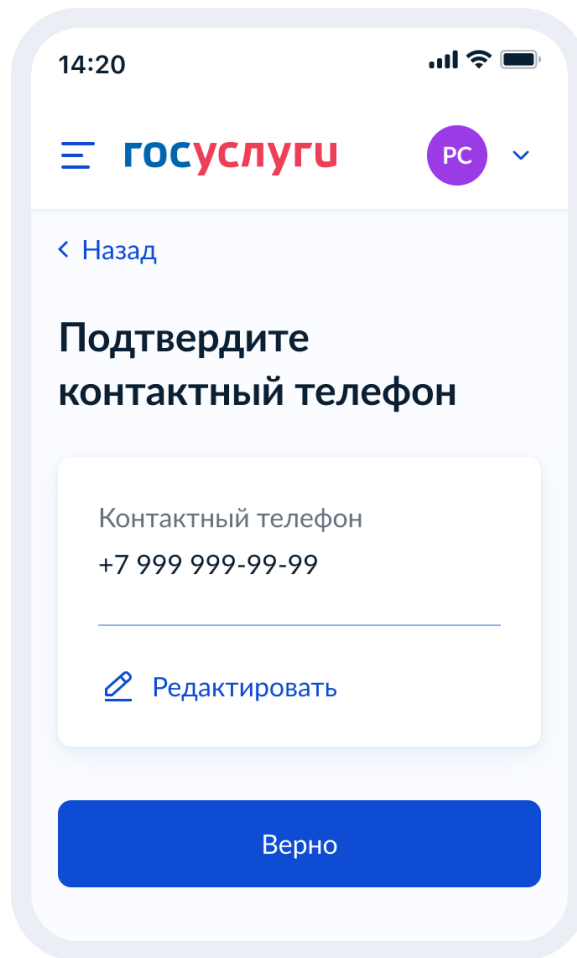 14:20
госуслуги
РС
Назад
Подтвердите
контактный телефон
Контактный телефон
+7 999 999-99-99
Редактировать
Верно